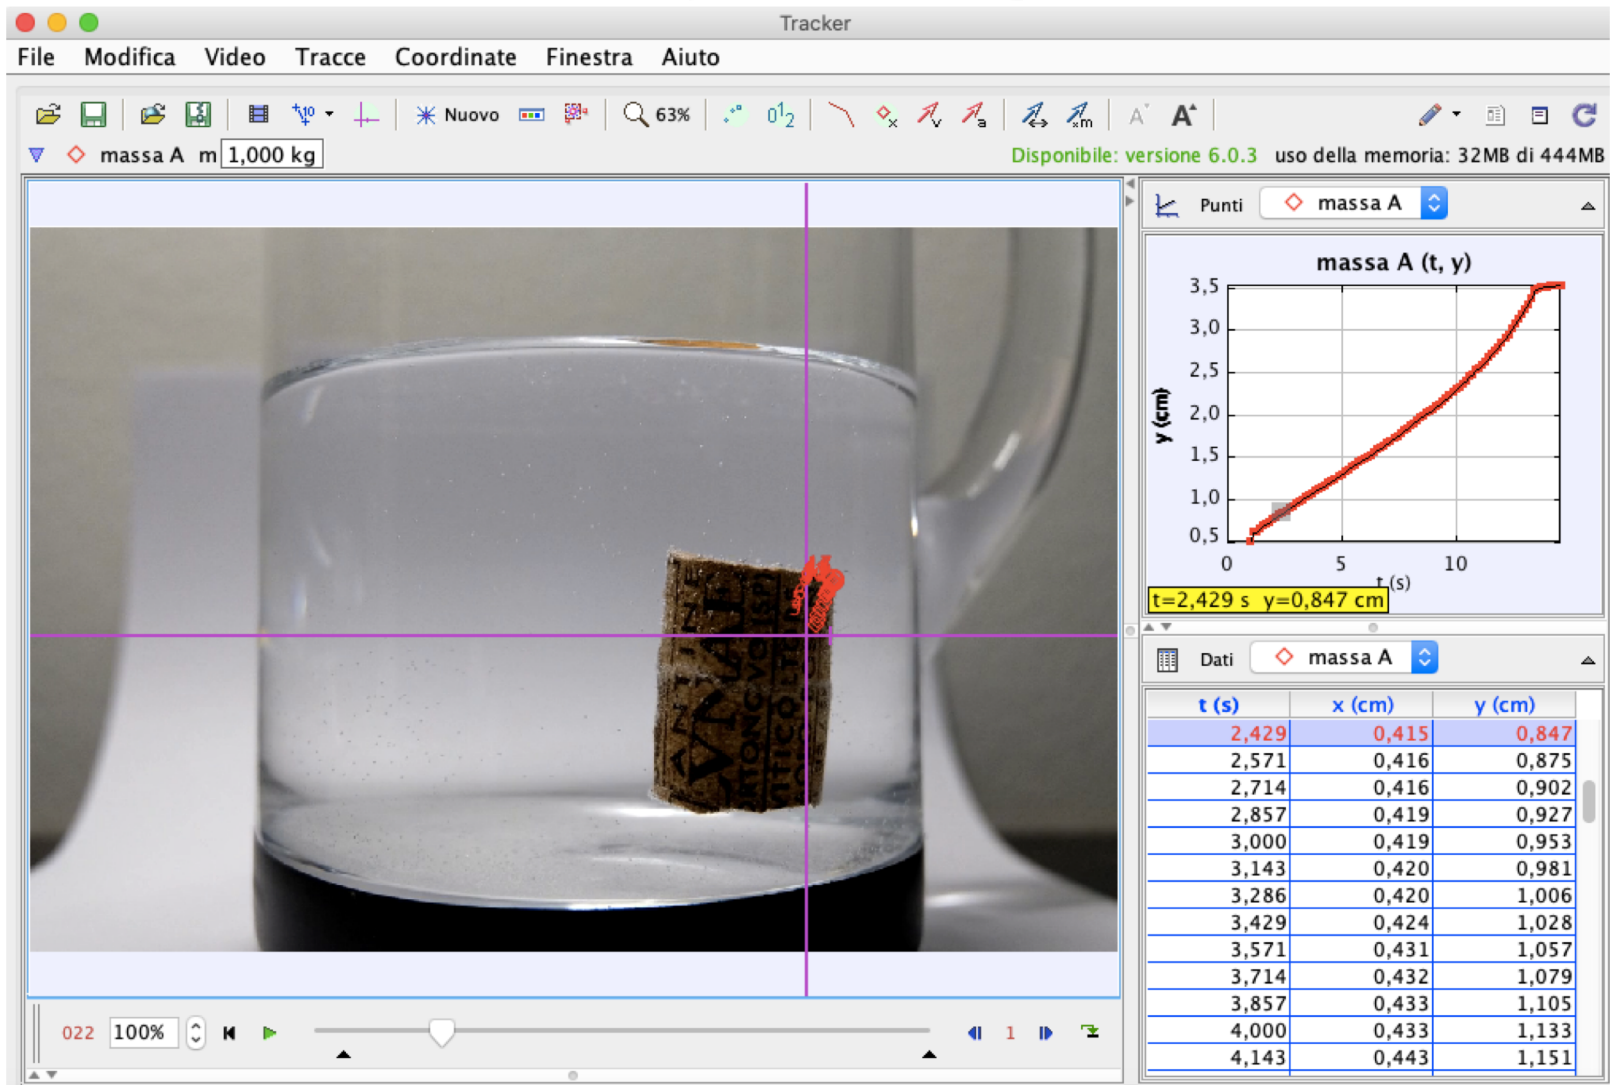 Tracker
File Modifica Video Tracce Coordinate Finestra Aiuto
Nuovo 63%
massa A m 1,000 kg
Disponibile: versione 6.0.3 uso della memoria: 32MB di 444MB
Punti massa A
massa A (t, y)
3,5
3,0
2,5
2,0
1,5
1,0
0,5
y (cm)
0 5 10
t (s)
t=2,429 s y=0,847 cm
Dati massa A
t (s) x (cm) y (cm)
2,429 0,415 0,847
2,571 0,416 0,875
2,714 0,416 0,902
2,857 0,419 0,927
3,000 0,419 0,953
3,143 0,420 0,981
3,286 0,420 1,006
3,429 0,424 1,028
3,571 0,431 1,057
3,714 0,432 1,079
3,857 0,433 1,105
4,000 0,433 1,133
4,143 0,443 1,151
022 100% 1